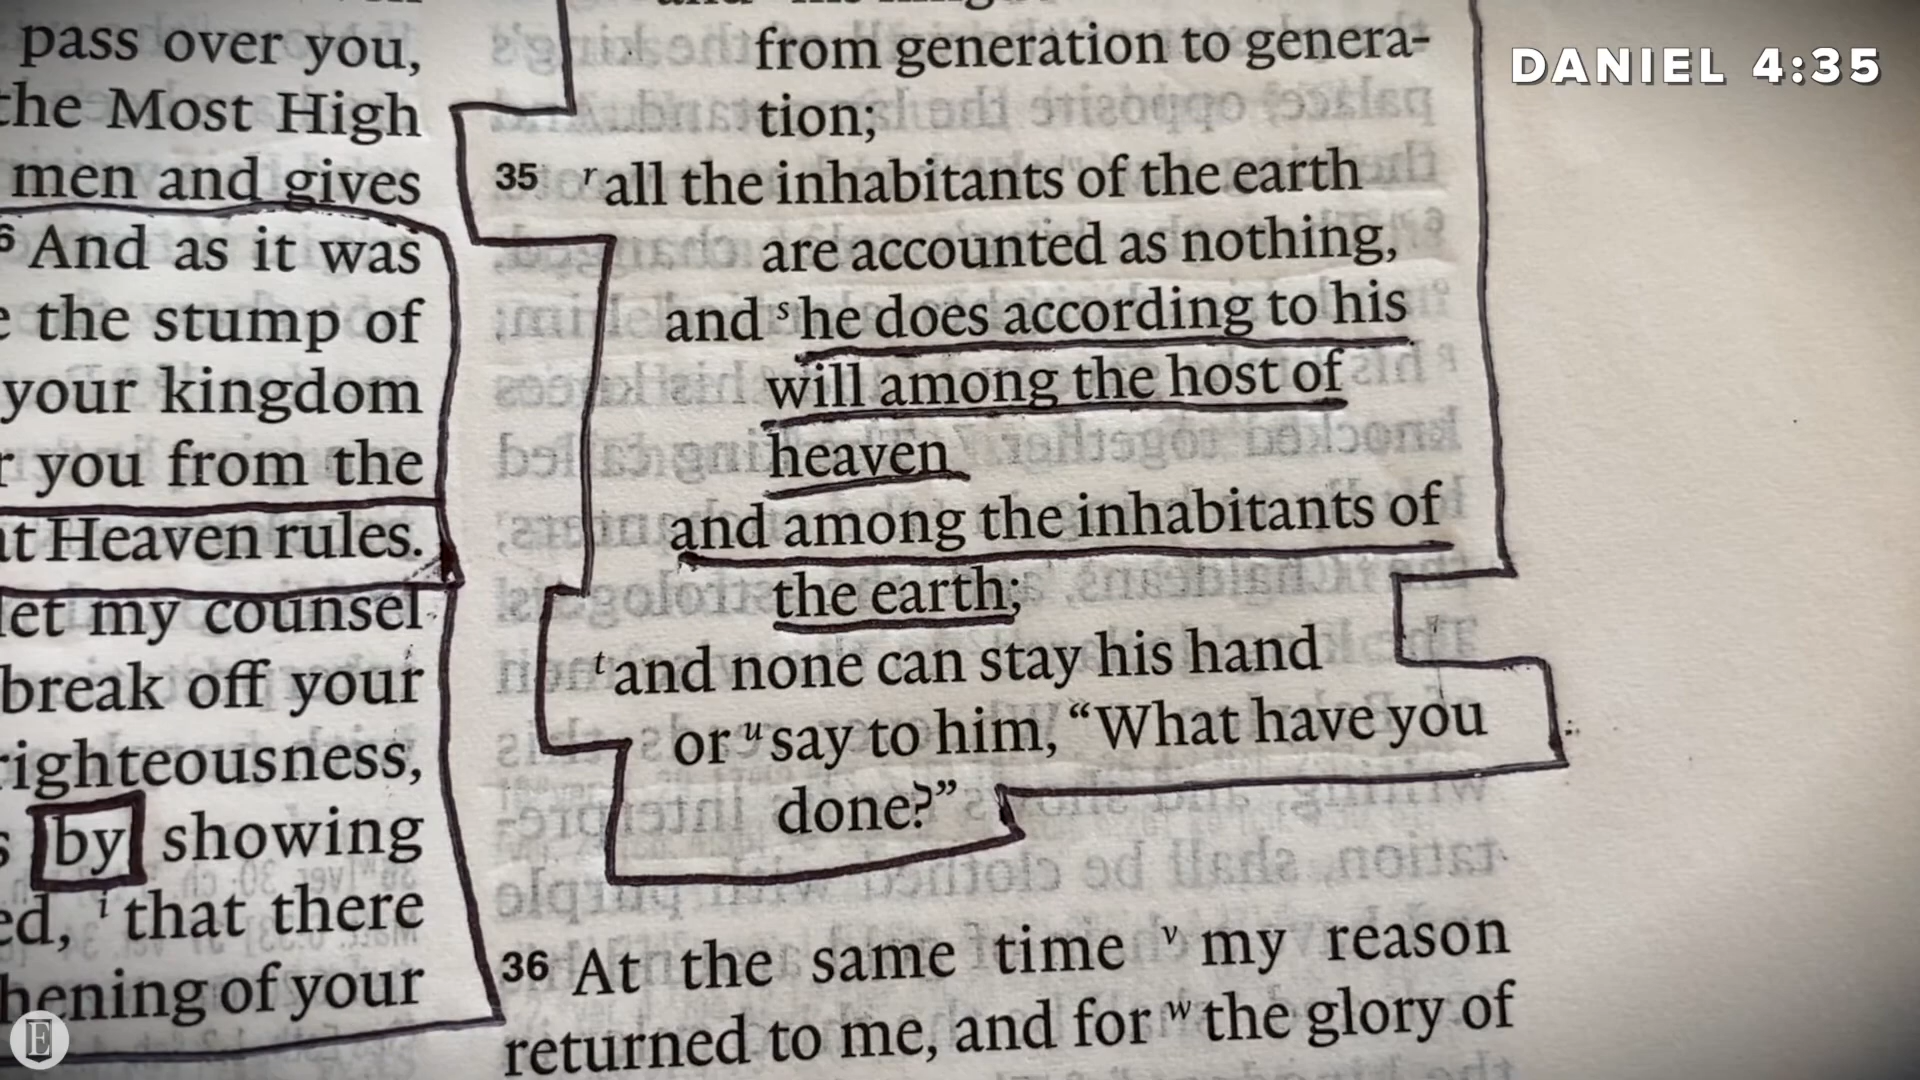 DANIEL 4:35
pass over you,
the Most High
men and gives
6 And as it was
the stump of
your kingdom
you from the
Heaven rules.
let my counsel
break off your
righteousness,
by showing
i that there
of your
from generation to genera-
tion;
35 r all the inhabitants of the earth
are accounted as nothing,
and s he does according to his
will among the host of
heaven
and among the inhabitants of
the earth;
t and none can stay his hand
or u say to him, “What have you
done?”
36 At the same time v my reason
returned to me, and for w the glory of
E